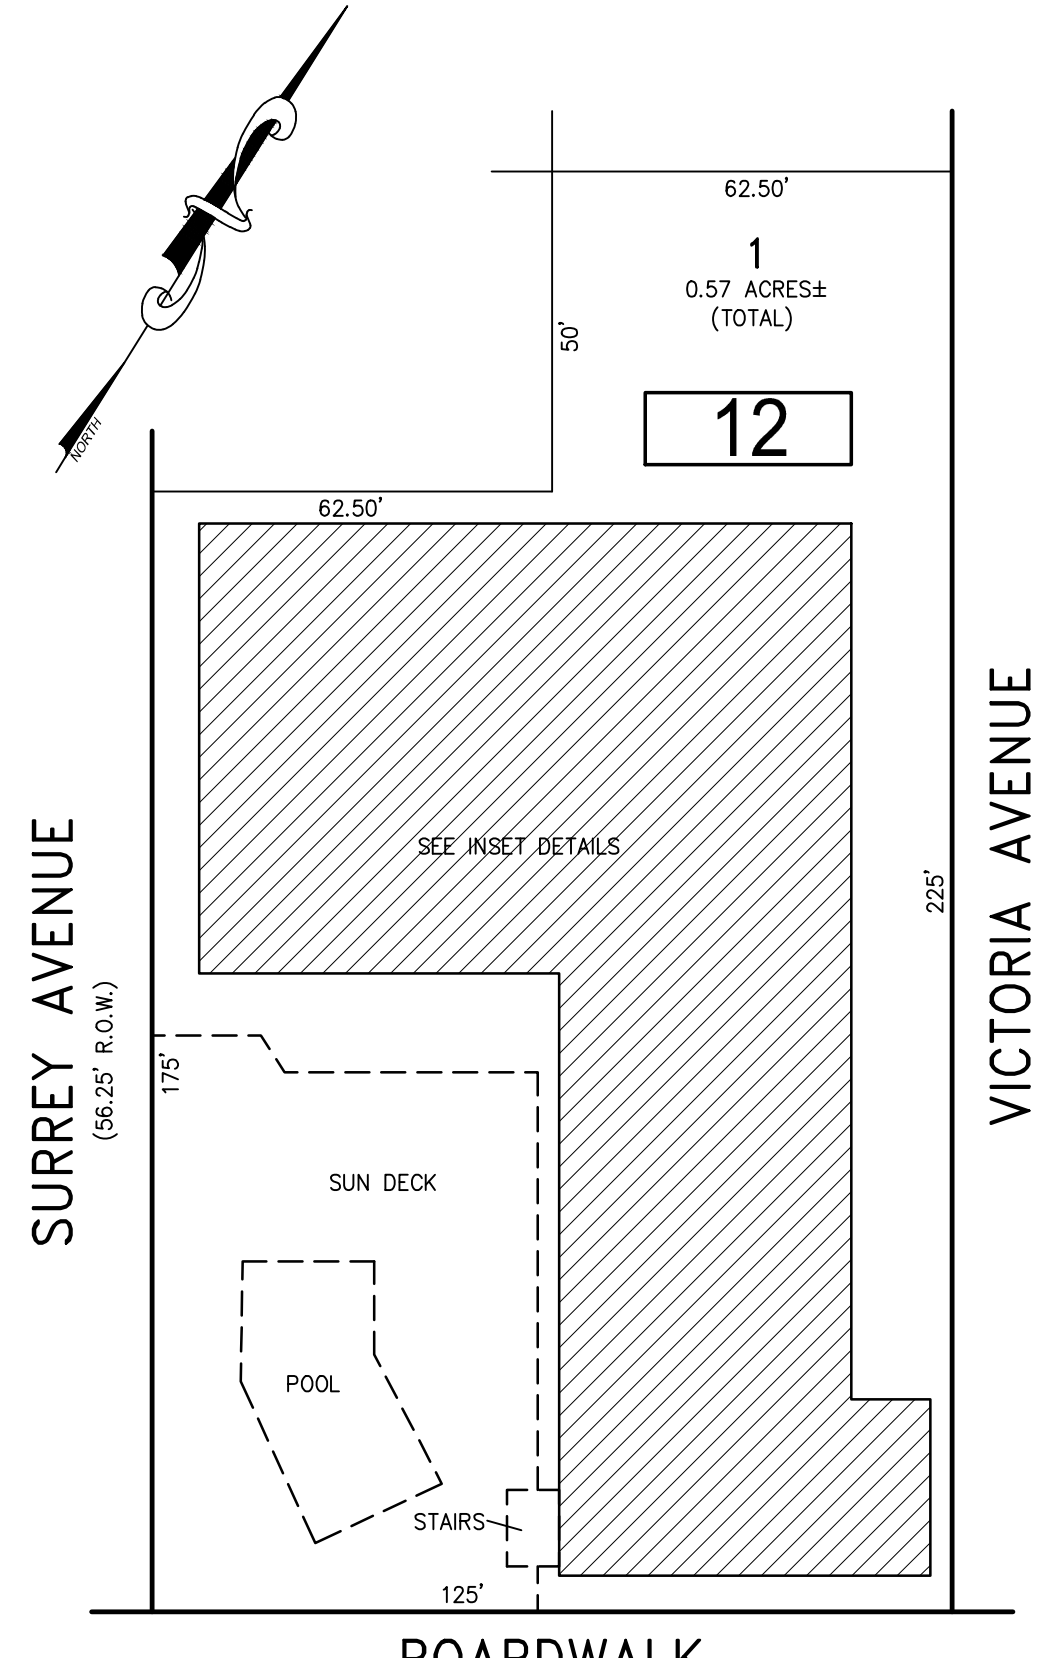 NORTH
62.50'
1
0.57 ACRES±
(TOTAL)
50'
12
62.50'
SEE INSET DETAILS
225'
VICTORIA AVENUE
SURREY AVENUE
(56.25' R.O.W.)
175'
SUN DECK
POOL
STAIRS
125'
BOARDWALK